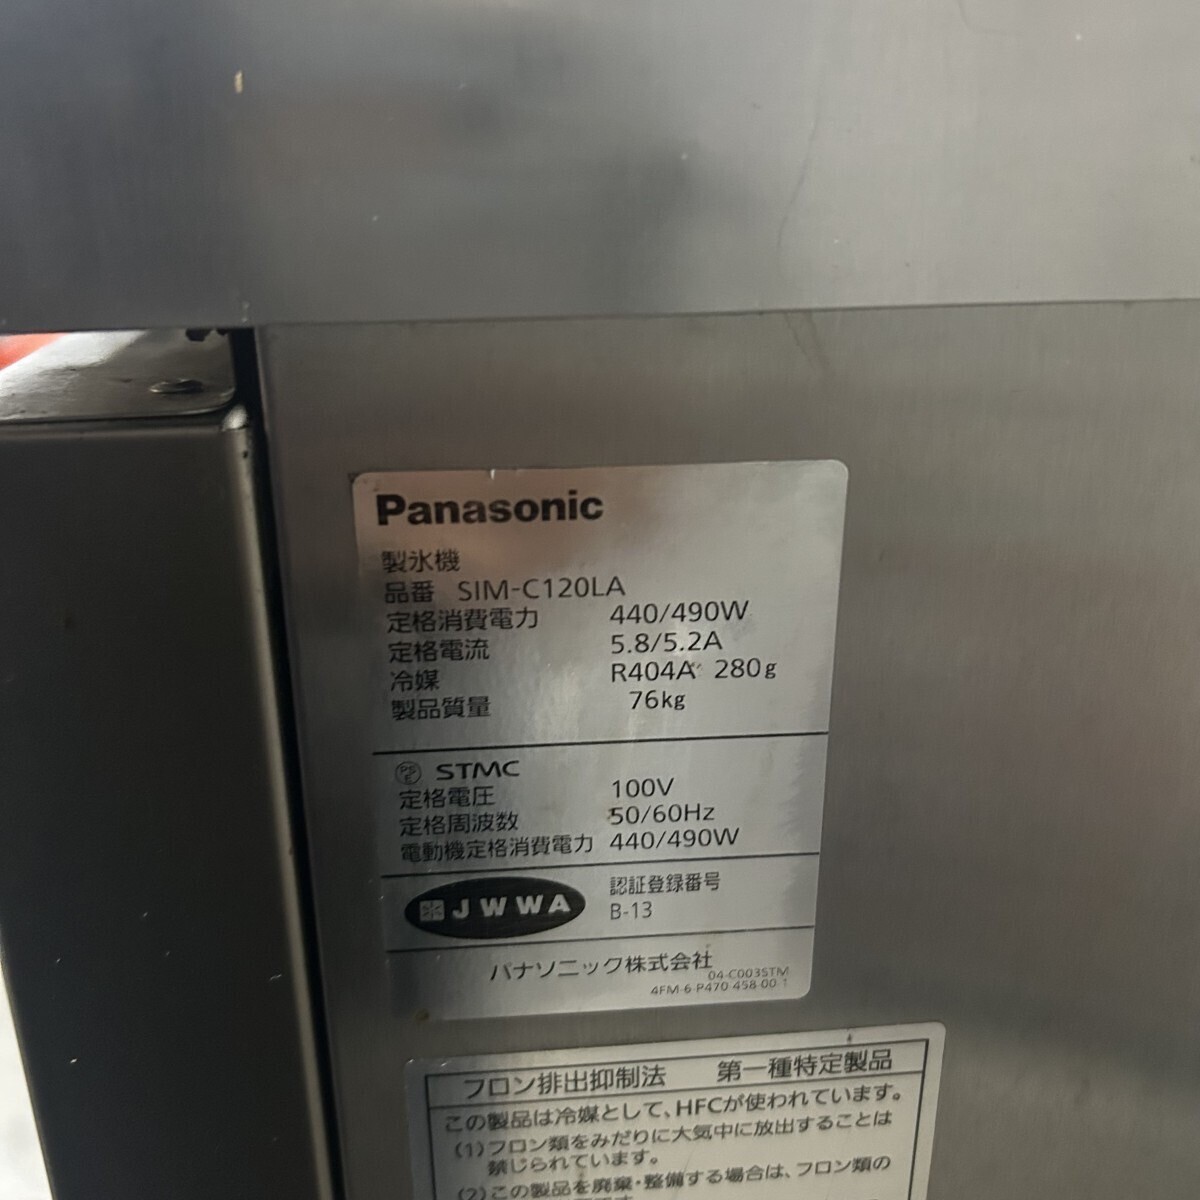 Panasonic
製氷機
品番 SIM-C120LA
定格消費電力 440/490W
定格電流 5.8/5.2A
冷媒 R404A 280g
製品質量 76kg
PSE STMC
定格電圧 100V
定格周波数 50/60Hz
電動機定格消費電力 440/490W
JWWA 認証登録番号
B-13
パナソニック株式会社
04-C003STM
4FM-6-P470-458-00-1
フロン排出抑制法 第一種特定製品
この製品は冷媒として、HFCが使われています。
(1)フロン類をみだりに大気中に放出することは
禁じられています。
(2)この製品を廃棄・整備する場合は、フロン類の